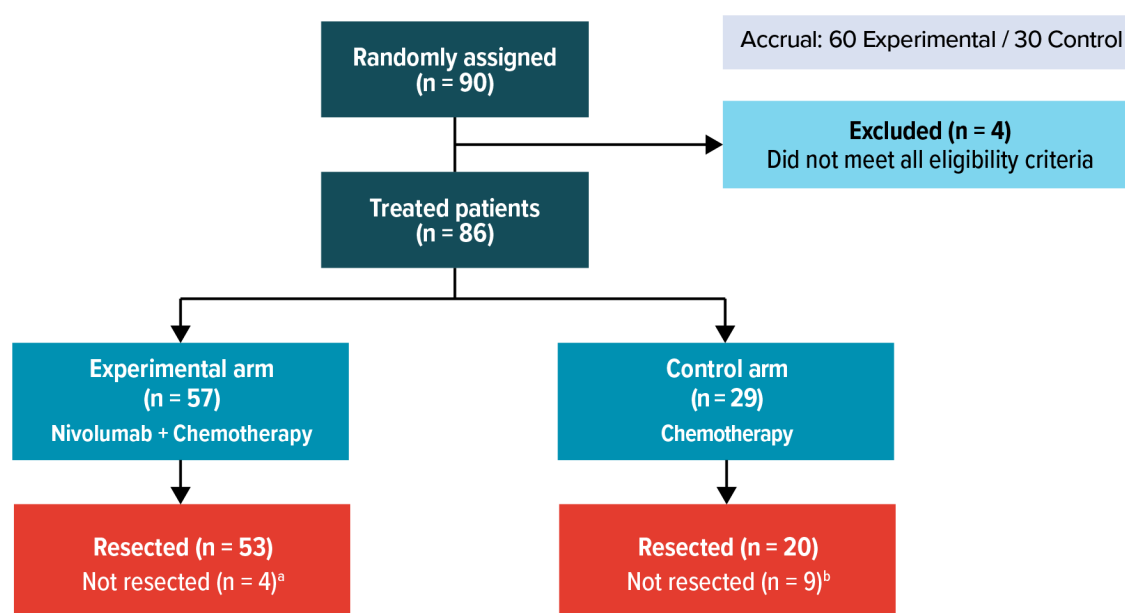 Randomly assigned
(n = 90)
Accrual: 60 Experimental / 30 Control
Excluded (n = 4)
Did not meet all eligibility criteria
Treated patients
(n = 86)
Experimental arm
(n = 57)
Nivolumab + Chemotherapy
Control arm
(n = 29)
Chemotherapy
Resected (n = 53)
Not resected (n = 4)ᵃ
Resected (n = 20)
Not resected (n = 9)ᵇ